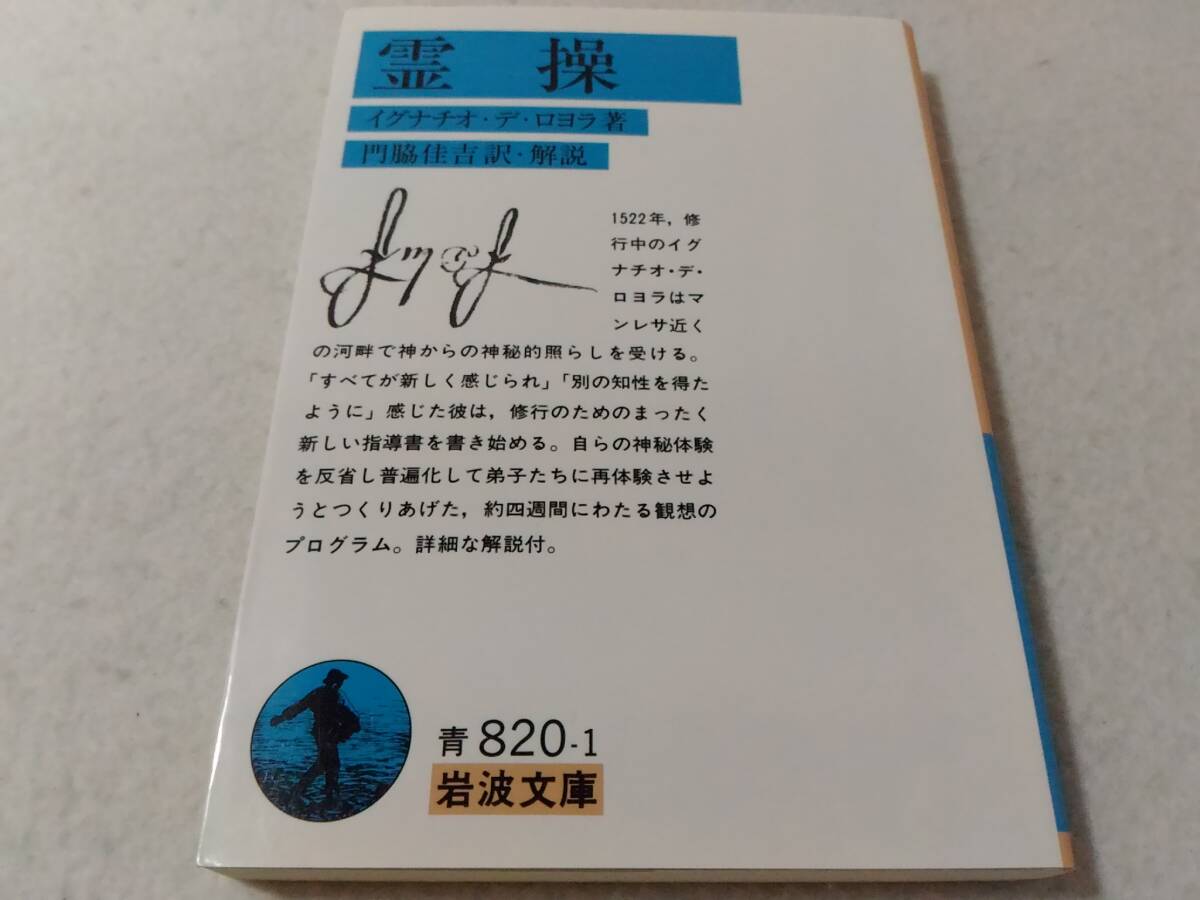 霊操
イグナチオ・デ・ロヨラ著
門脇佳吉訳・解説
1522年，修
行中のイグ
ナチオ・デ・
ロヨラはマ
ンレサ近く
の河畔で神からの神秘的照らしを受ける。
「すべてが新しく感じられ」「別の知性を得た
ように」感じた彼は，修行のためのまったく
新しい指導書を書き始める。自らの神秘体験
を反省し普遍化して弟子たちに再体験させよ
うとつくりあげた，約四週間にわたる観想の
プログラム。詳細な解説付。
青820-1
岩波文庫